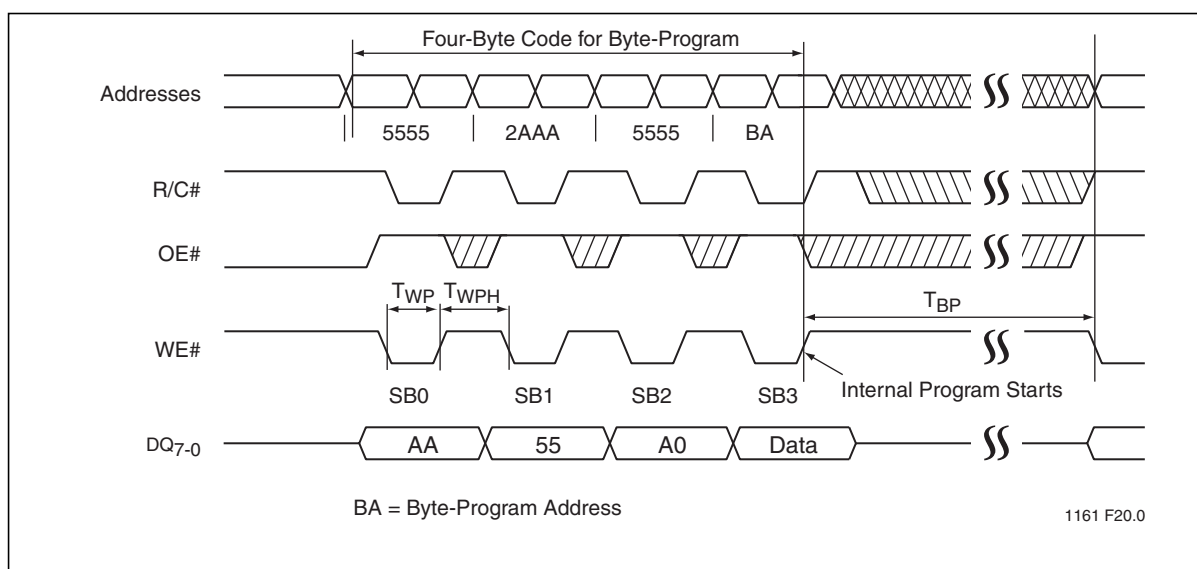 Four-Byte Code for Byte-Program
Addresses
5555 2AAA 5555 BA
R/C#
OE#
TWP TWPH TBP
WE#
Internal Program Starts
SB0 SB1 SB2 SB3
DQ7-0 AA 55 A0 Data
BA = Byte-Program Address
1161 F20.0